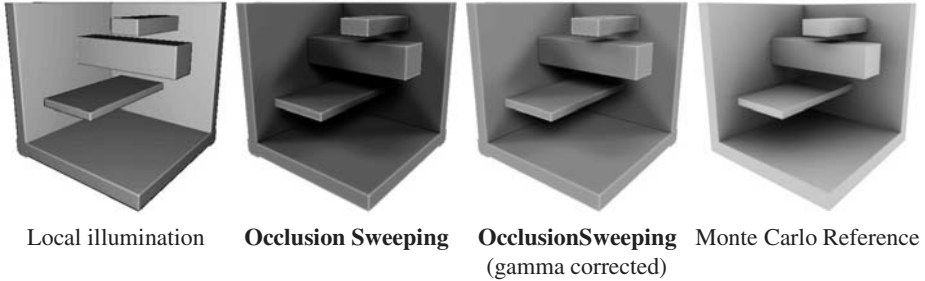 Local illumination
Occlusion Sweeping
OcclusionSweeping
(gamma corrected)
Monte Carlo Reference